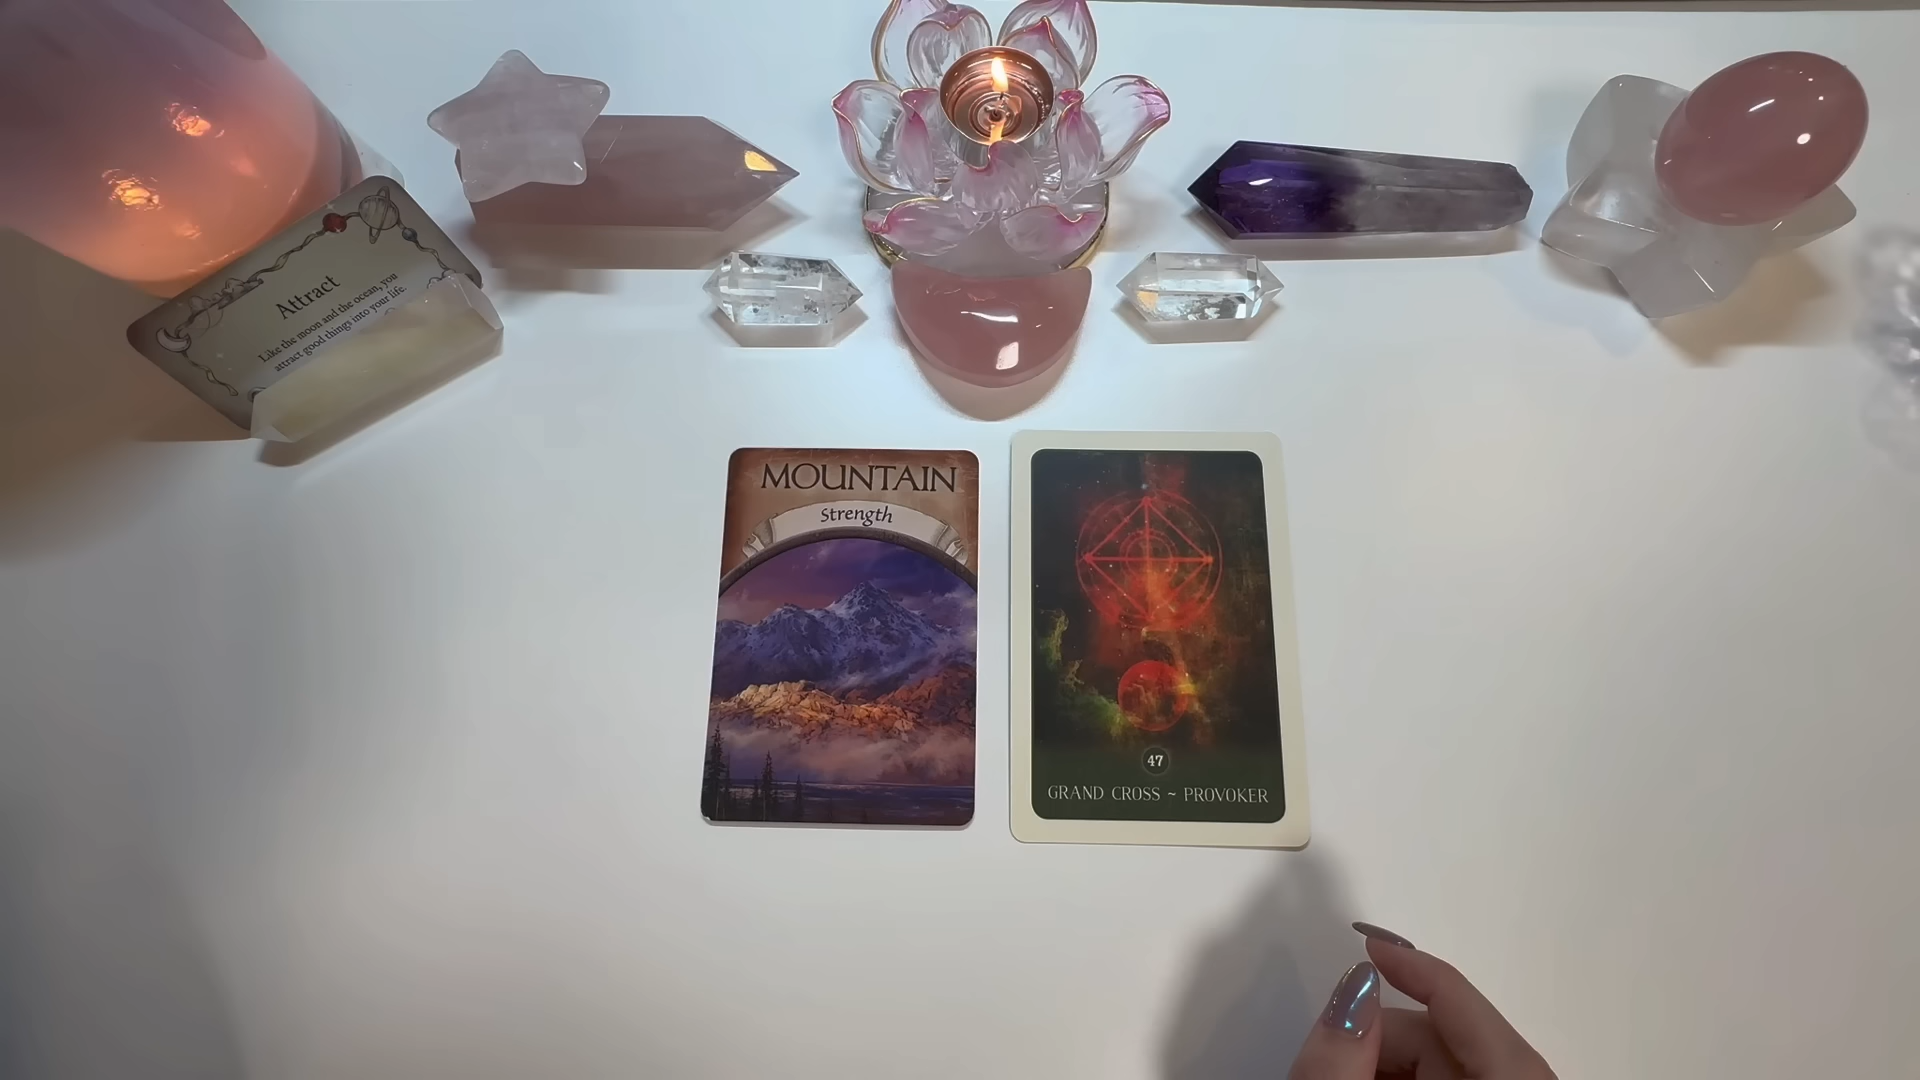 Attract
Like the moon and the ocean, you
attract good things into your life.
MOUNTAIN
Strength
47
GRAND CROSS ~ PROVOKER